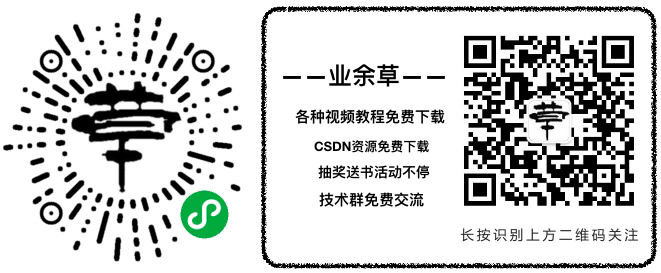 草
——业余草——
各种视频教程免费下载
CSDN资源免费下载
抽奖送书活动不停
技术群免费交流
草
长按识别上方二维码关注